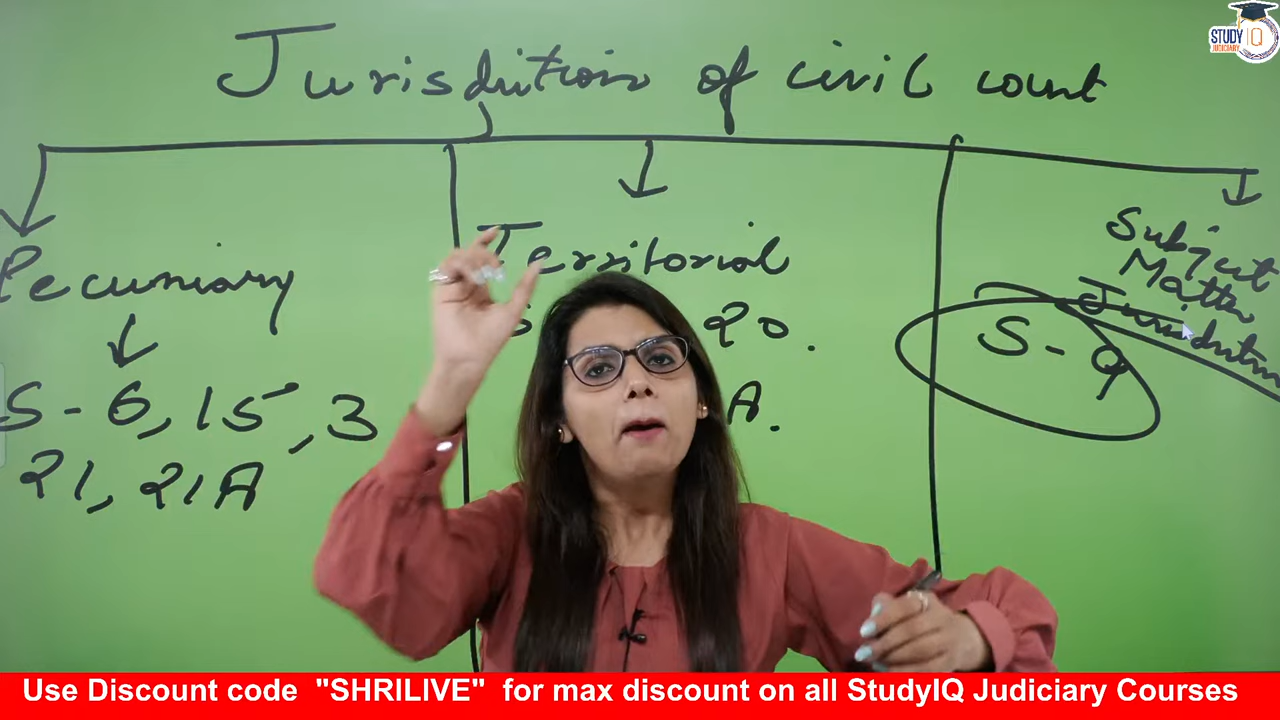 STUDY IQ
JUDICIARY
Jurisdiction of civil court
Pecuniary
S - 6, 15, 3
21, 21A
Territorial
20.
A.
Subject
Matter
Jurisdiction
S - 9
Use Discount code "SHRILIVE" for max discount on all StudyIQ Judiciary Courses